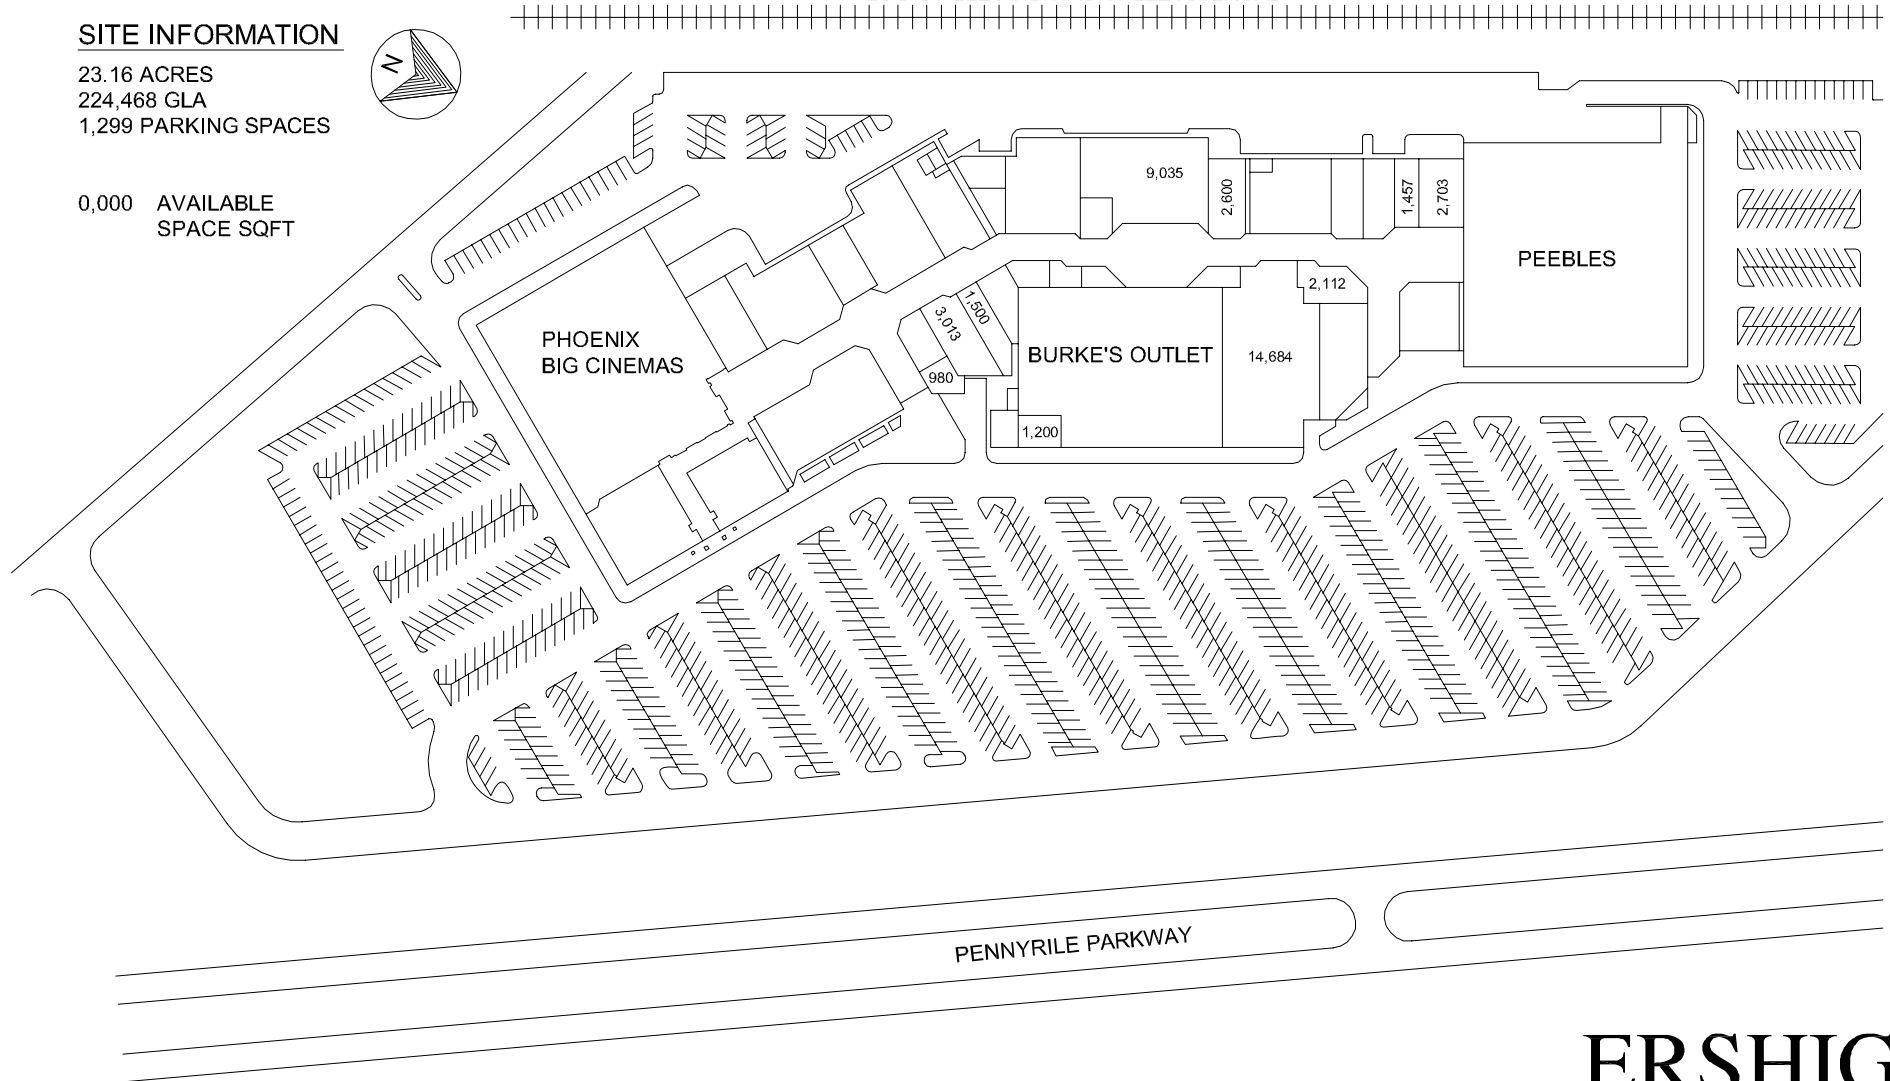 SITE INFORMATION
N
23.16 ACRES
224,468 GLA
1,299 PARKING SPACES
0,000 AVAILABLE
SPACE SQFT
9,035
2,600
1,457
2,703
PEEBLES
2,112
1,500
3,013
PHOENIX
BIG CINEMAS
BURKE'S OUTLET
14,684
980
1,200
PENNYRILE PARKWAY
ERSHIG